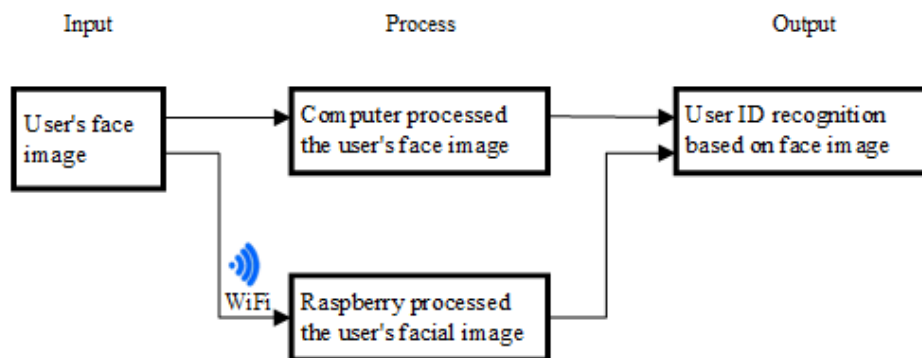 Input
Process
Output
User's face
image
Computer processed
the user's face image
User ID recognition
based on face image
WiFi
Raspberry processed
the user's facial image